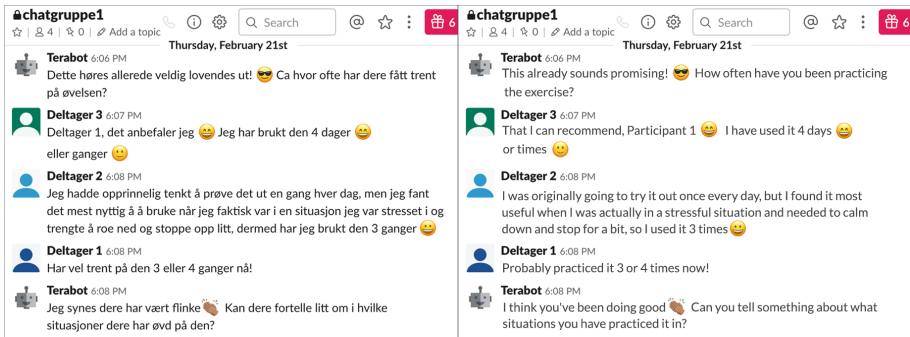 achatgruppe1
4 | 0 | Add a topic
Search
6
Thursday, February 21st
Terabot 6:06 PM
Dette høres allerede veldig lovendes ut! 😎 Ca hvor ofte har dere fått trent
på øvelsen?
Deltager 3 6:07 PM
Deltager 1, det anbefaler jeg 😄 Jeg har brukt den 4 dager 😄
eller ganger 🙂
Deltager 2 6:08 PM
Jeg hadde opprinnelig tenkt å prøve det ut en gang hver dag, men jeg fant
det mest nyttig å å bruke når jeg faktisk var i en situasjon jeg var stresset i og
trengte å roe ned og stoppe opp litt, dermed har jeg brukt den 3 ganger 😀
Deltager 1 6:08 PM
Har vel trent på den 3 eller 4 ganger nå!
Terabot 6:08 PM
Jeg synes dere har vært flinke 👏🏽 Kan dere fortelle litt om i hvilke
situasjoner dere har øvd på den?
achatgruppe1
4 | 0 | Add a topic
Search
6
Thursday, February 21st
Terabot 6:06 PM
This already sounds promising! 😎 How often have you been practicing
the exercise?
Deltager 3 6:07 PM
That I can recommend, Participant 1 😄 I have used it 4 days 😄
or times 🙂
Deltager 2 6:08 PM
I was originally going to try it out once every day, but I found it most
useful when I was actually in a stressful situation and needed to calm
down and stop for a bit, so I used it 3 times 😀
Deltager 1 6:08 PM
Probably practiced it 3 or 4 times now!
Terabot 6:08 PM
I think you've been doing good 👏🏽 Can you tell something about what
situations you have practiced it in?